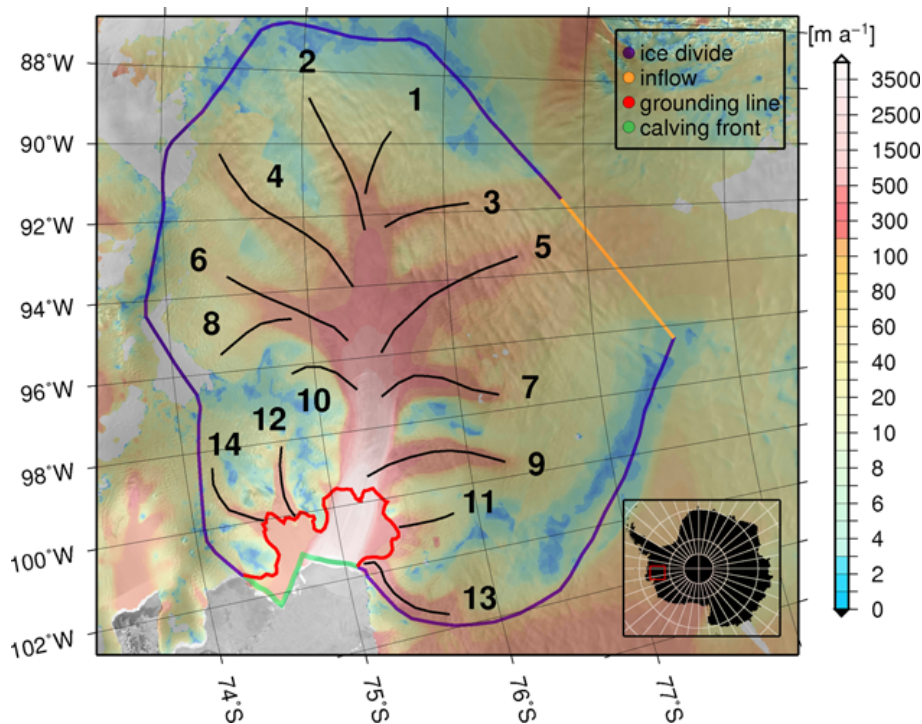 [m a⁻¹]
ice divide
inflow
grounding line
calving front
88°W
90°W
92°W
94°W
96°W
98°W
100°W
102°W
2
1
4
3
5
6
8
7
10
12
14
9
11
13
3500
2500
1500
500
300
100
80
60
40
20
10
8
6
4
2
0
74°S
75°S
76°S
77°S